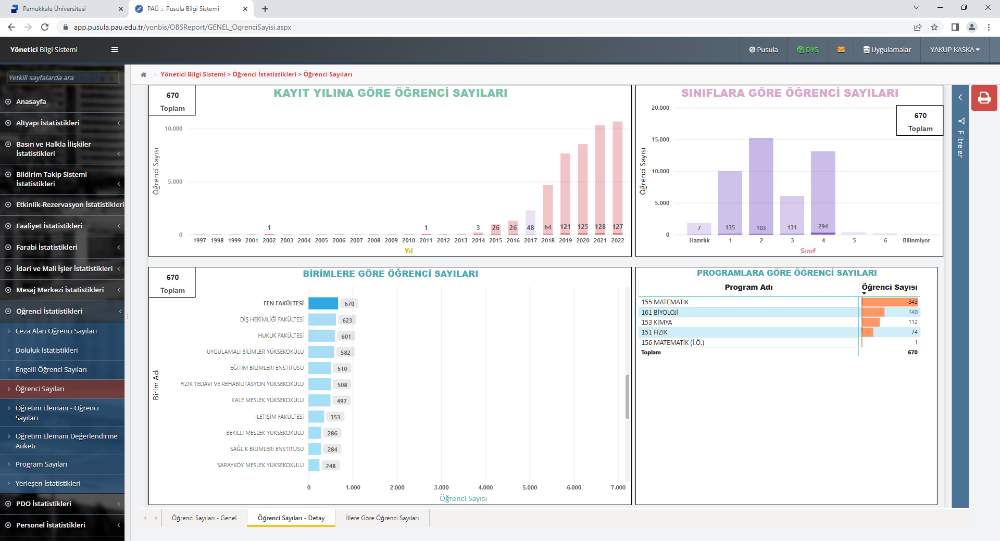 Pamukkale Üniversitesi
PAÜ .:. Pusula Bilgi Sistemi
app.pusula.pau.edu.tr/yonbis/OBSReport/GENEL_OgrenciSayisi.aspx
Yönetici Bilgi Sistemi
Pusula
DYS
Uygulamalar
YAKUP KASKA
Yetkili sayfalarda ara
Anasayfa
Altyapı İstatistikleri
Basın ve Halkla İlişkiler
İstatistikleri
Bildirim Takip Sistemi
İstatistikleri
Etkinlik-Rezervasyon İstatistikleri
Faaliyet İstatistikleri
Farabi İstatistikleri
İdari ve Mali İşler İstatistikleri
Mesaj Merkezi İstatistikleri
Öğrenci İstatistikleri
Ceza Alan Öğrenci Sayıları
Doluluk İstatistikleri
Engelli Öğrenci Sayıları
Öğrenci Sayıları
Öğretim Elemanı - Öğrenci
Sayıları
Öğretim Elemanı Değerlendirme
Anketi
Program Sayıları
Yerleşen İstatistikleri
PDO İstatistikleri
Personel İstatistikleri
Yönetici Bilgi Sistemi > Öğrenci İstatistikleri > Öğrenci Sayıları
670
Toplam
KAYIT YILINA GÖRE ÖĞRENCİ SAYILARI
Öğrenci Sayısı
10.000
5.000
0
1 1 3 26 26 48 64 121 125 128 127
1997 1998 1999 2001 2002 2003 2004 2005 2006 2007 2008 2009 2010 2011 2012 2013 2014 2015 2016 2017 2018 2019 2020 2021 2022
Yıl
SINIFLARA GÖRE ÖĞRENCİ SAYILARI
670
Toplam
Öğrenci Sayısı
20.000
15.000
10.000
5.000
0
7 135 103 131 294
Hazırlık 1 2 3 4 5 6 Bilinmiyor
Sınıf
Filtreler
670
Toplam
BİRİMLERE GÖRE ÖĞRENCİ SAYILARI
Birim Adı
FEN FAKÜLTESİ 670
DİŞ HEKİMLİĞİ FAKÜLTESİ 623
HUKUK FAKÜLTESİ 601
UYGULAMALI BİLİMLER YÜKSEKOKULU 582
EĞİTİM BİLİMLERİ ENSTİTÜSÜ 510
FİZİK TEDAVİ VE REHABİLİTASYON YÜKSEKOKULU 508
KALE MESLEK YÜKSEKOKULU 497
İLETİŞİM FAKÜLTESİ 353
BEKİLLİ MESLEK YÜKSEKOKULU 286
SAĞLIK BİLİMLERİ ENSTİTÜSÜ 284
SARAYKÖY MESLEK YÜKSEKOKULU 248
0 1.000 2.000 3.000 4.000 5.000 6.000 7.000
Öğrenci Sayısı
PROGRAMLARA GÖRE ÖĞRENCİ SAYILARI
Program Adı Öğrenci Sayısı
155 MATEMATİK 343
161 BİYOLOJİ 140
153 KİMYA 112
151 FİZİK 74
156 MATEMATİK (İ.Ö.) 1
Toplam 670
Öğrenci Sayıları - Genel
Öğrenci Sayıları - Detay
İllere Göre Öğrenci Sayıları